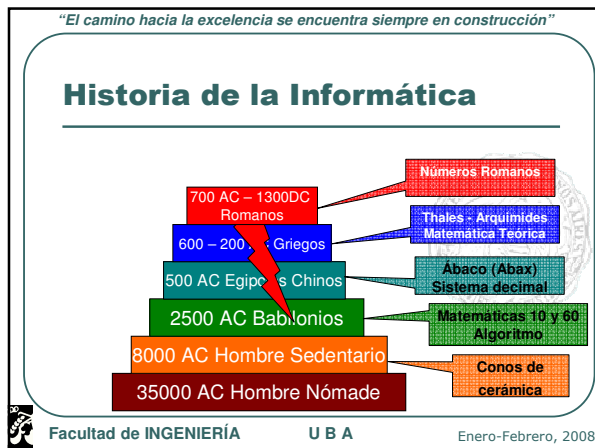 “El camino hacia la excelencia se encuentra siempre en construcción”
Historia de la Informática
700 AC – 1300DC
Romanos
Números Romanos
600 – 200 Griegos
Thales - Arquímides
Matemática Teórica
500 AC Chinos
Ábaco (Abax)
Sistema decimal
2500 AC Babilonios
Matemáticas 10 y 60
Algoritmo
8000 AC Hombre Sedentario
Conos de
cerámica
35000 AC Hombre Nómade
Facultad de INGENIERÍA U B A Enero-Febrero, 2008